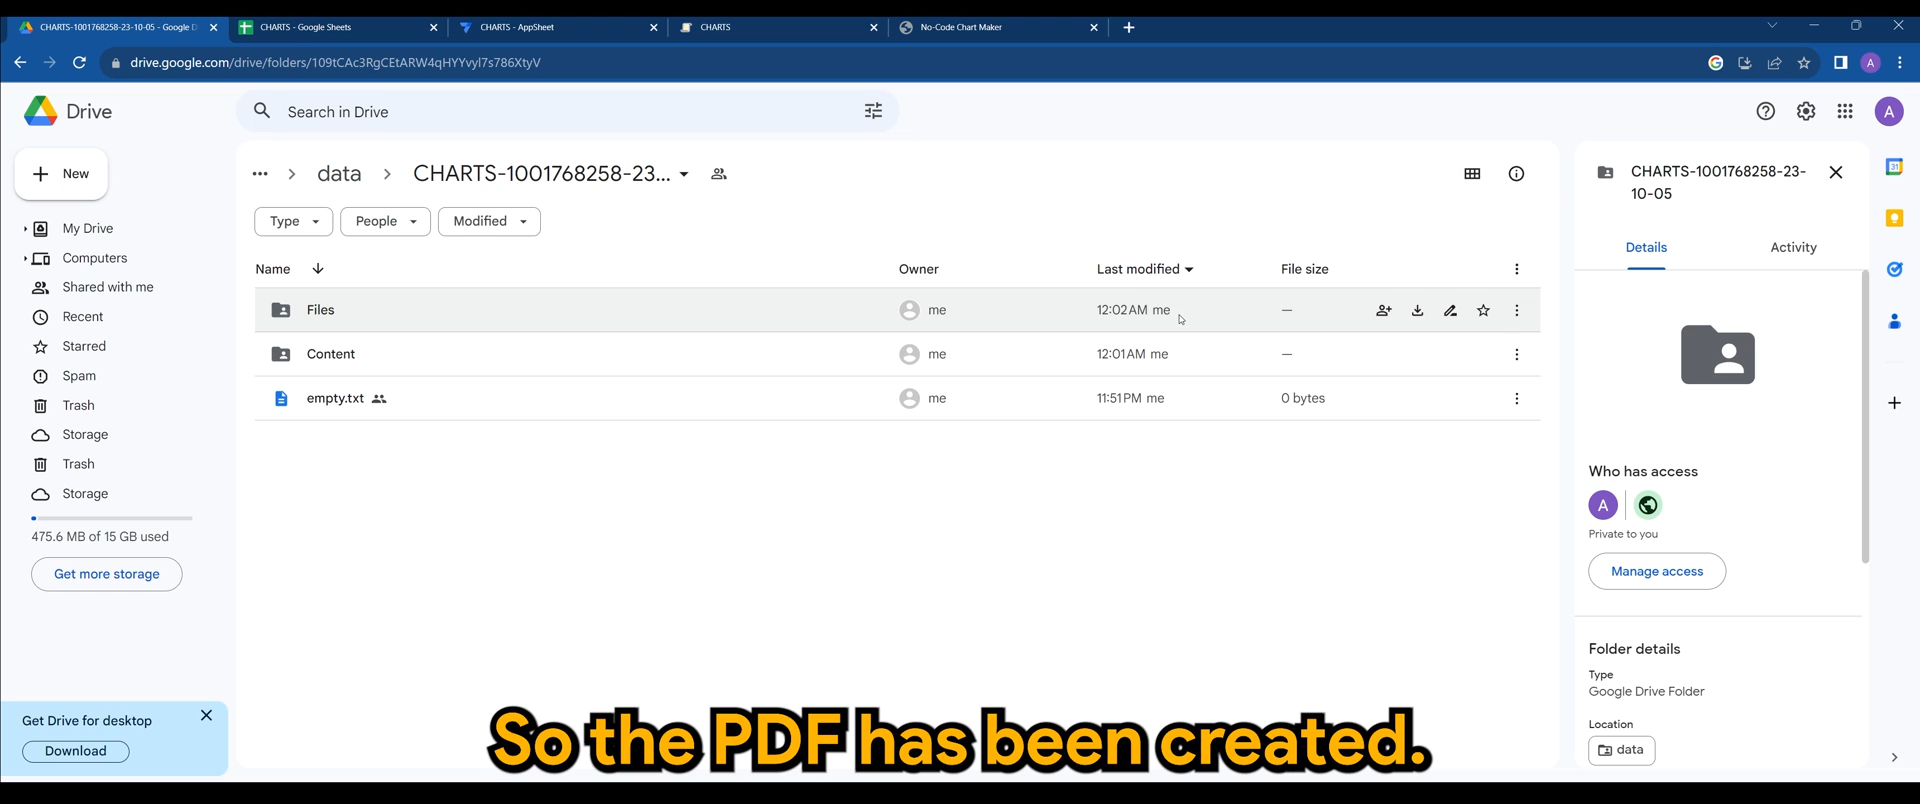 CHARTS-1001768258-23-10-05 - Google D
CHARTS - Google Sheets
CHARTS - AppSheet
CHARTS
No-Code Chart Maker
drive.google.com/drive/folders/109tCAc3RgCEtARW4qHYYvyl7s786XtyV
A
Drive
Search in Drive
A
New
data
CHARTS-1001768258-23...
Type
People
Modified
My Drive
Computers
Shared with me
Recent
Starred
Spam
Trash
Storage
Trash
Storage
475.6 MB of 15 GB used
Get more storage
Get Drive for desktop
Download
Name
Owner
Last modified
File size
Files
me
12:02 AM me
—
Content
me
12:01 AM me
—
empty.txt
me
11:51 PM me
0 bytes
CHARTS-1001768258-23-
10-05
Details
Activity
Who has access
A
Private to you
Manage access
Folder details
Type
Google Drive Folder
Location
data
31
So the PDF has been created.